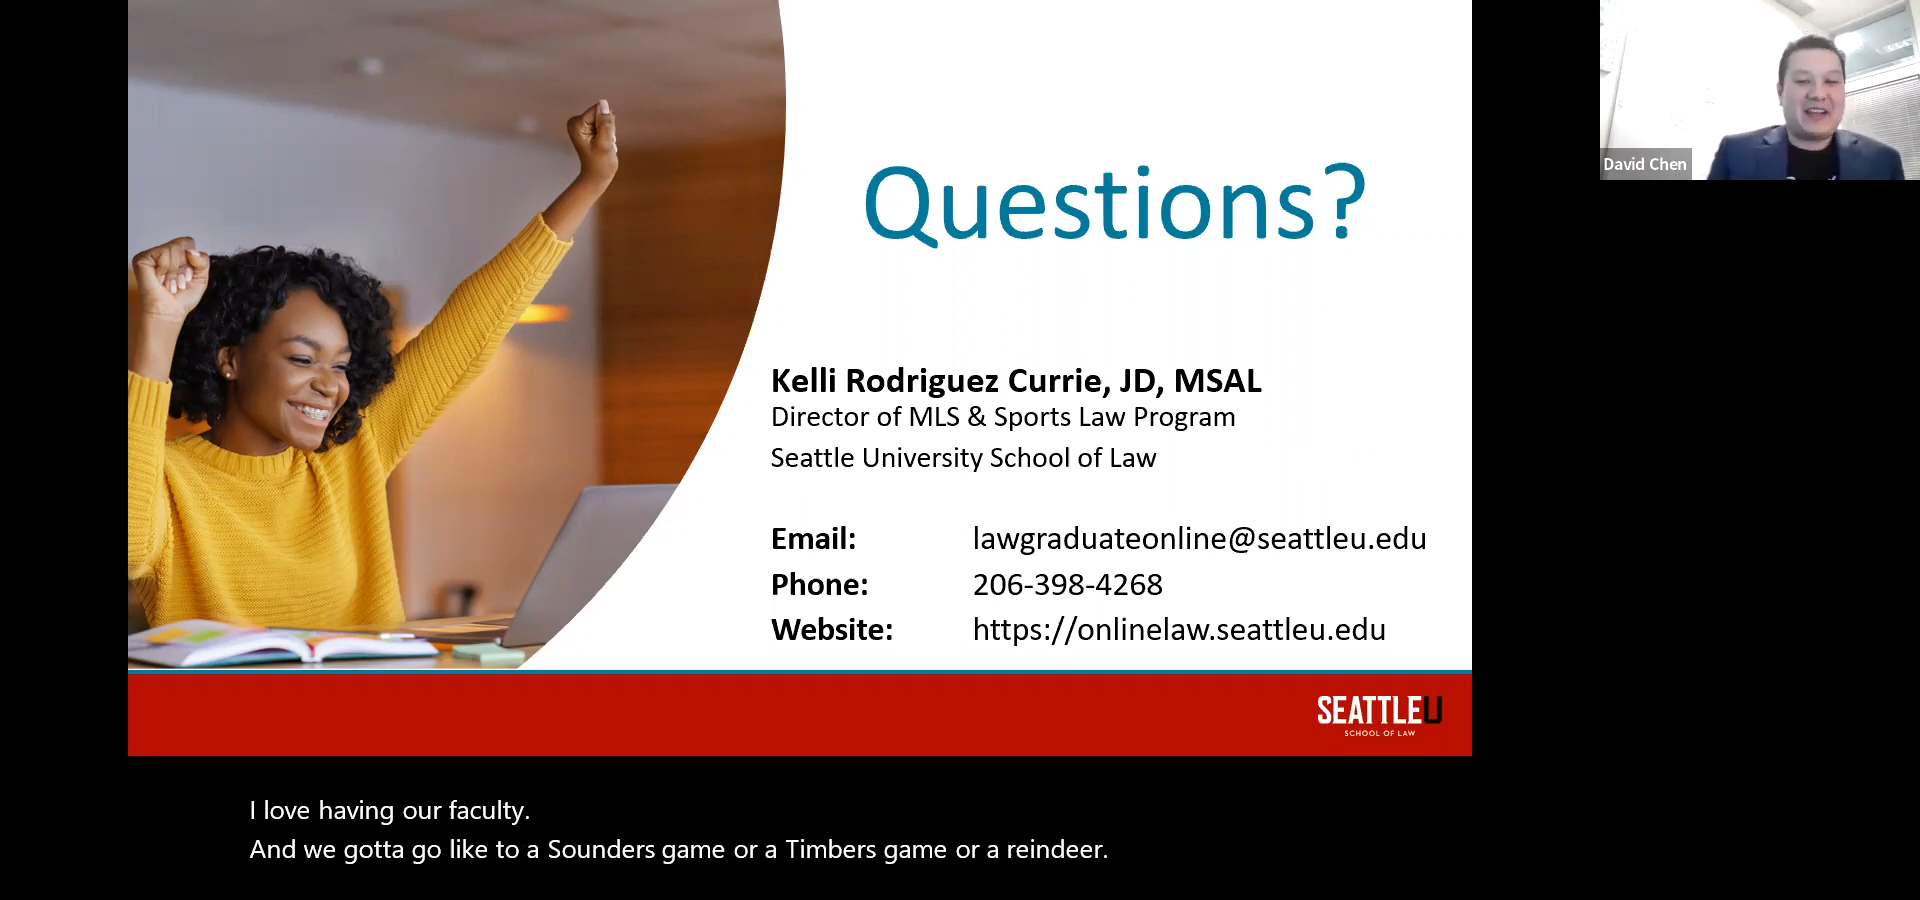 Questions?
Kelli Rodriguez Currie, JD, MSAL
Director of MLS & Sports Law Program
Seattle University School of Law
Email: lawgraduateonline@seattleu.edu
Phone: 206-398-4268
Website: https://onlinelaw.seattleu.edu
SEATTLEU
SCHOOL OF LAW
David Chen
I love having our faculty.
And we gotta go like to a Sounders game or a Timbers game or a reindeer.